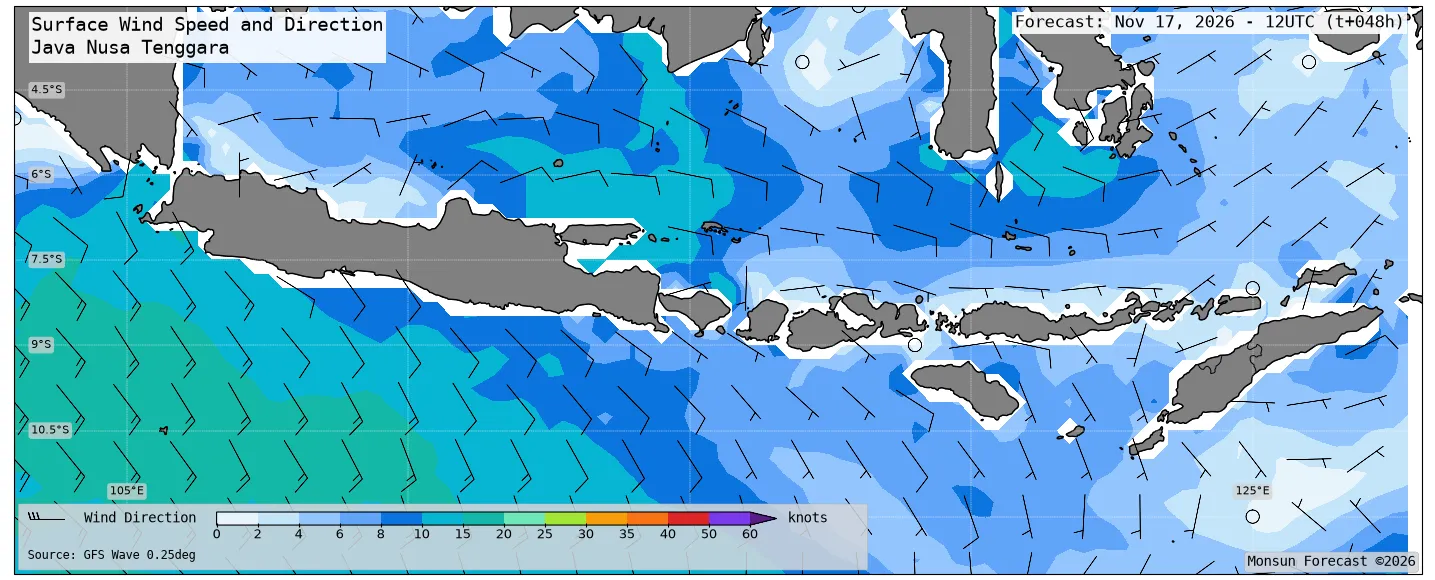 Surface Wind Speed and Direction
Java Nusa Tenggara
Forecast: Nov 17, 2026 - 12UTC (t+048h)
4.5°S
6°S
7.5°S
9°S
10.5°S
105°E
125°E
Wind Direction
knots
0 2 4 6 8 10 15 20 25 30 35 40 50 60
Source: GFS Wave 0.25deg
Monsun Forecast ©2026